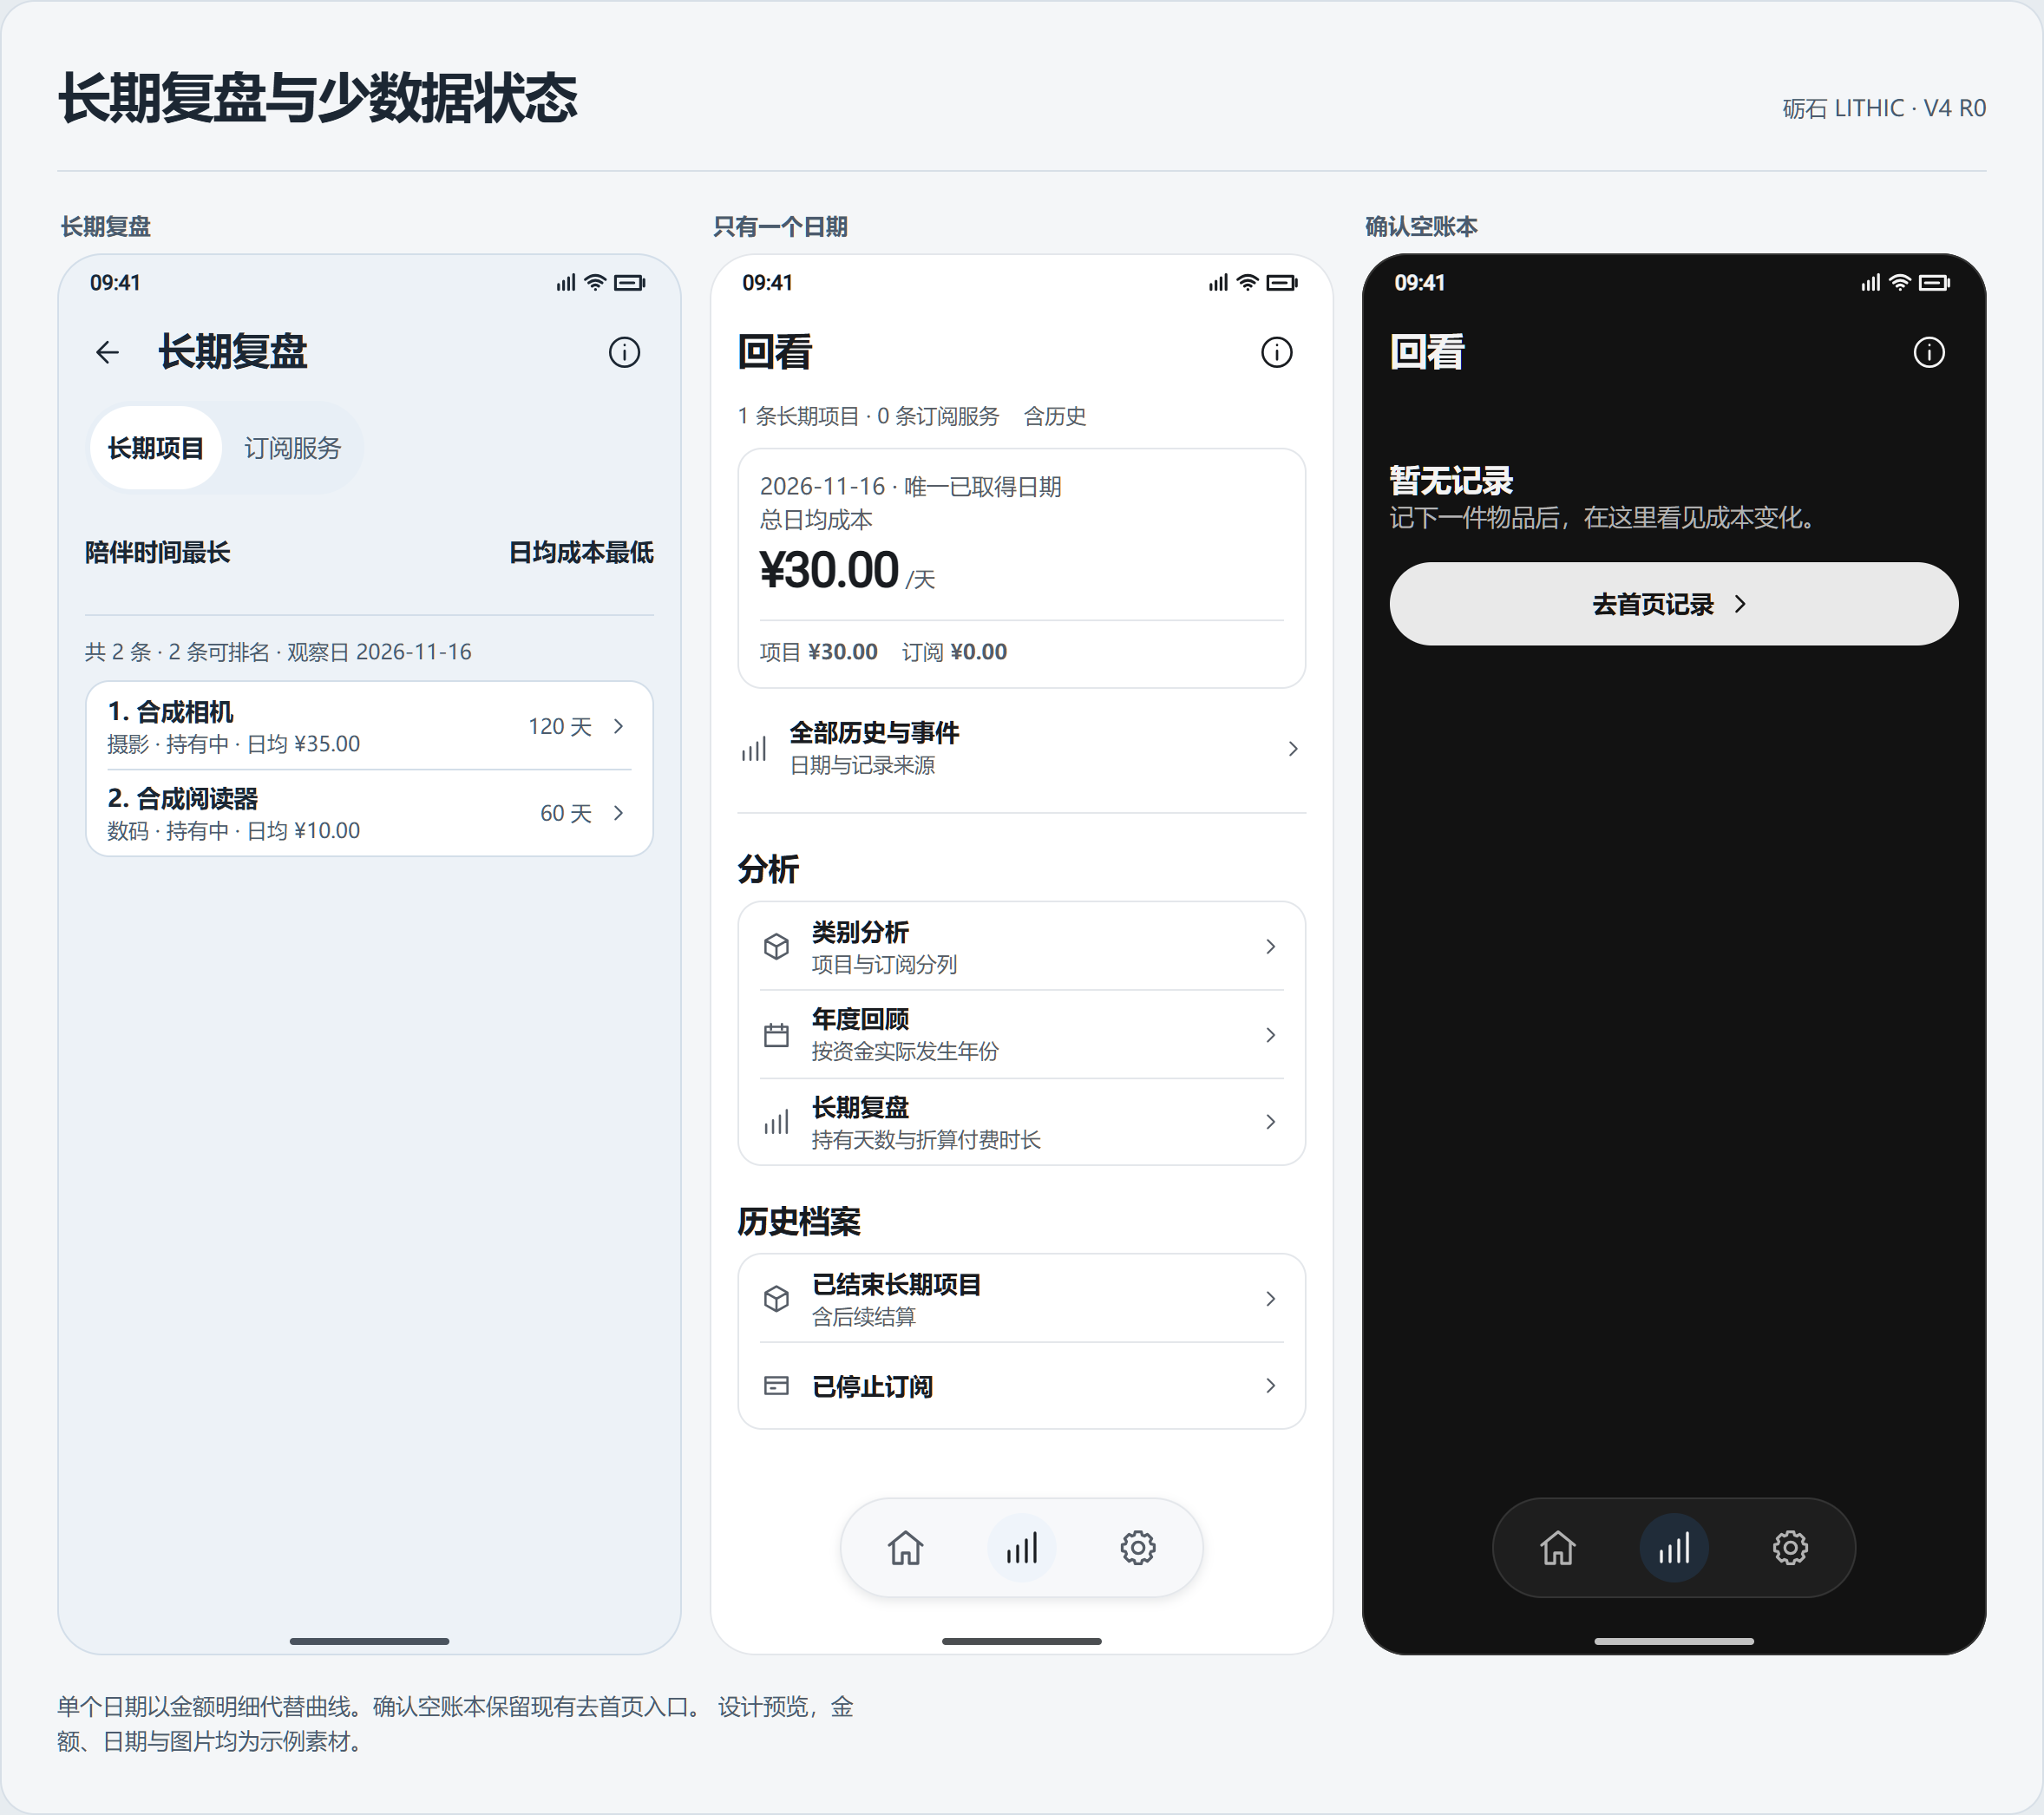 长期复盘与少数据状态
砺石 LITHIC · V4 R0
长期复盘
09:41
长期复盘
长期项目 订阅服务
陪伴时间最长 日均成本最低
共 2 条 · 2 条可排名 · 观察日 2026-11-16
1. 合成相机
摄影 · 持有中 · 日均 ¥35.00
120 天
2. 合成阅读器
数码 · 持有中 · 日均 ¥10.00
60 天
只有一个日期
09:41
回看
1 条长期项目 · 0 条订阅服务 含历史
2026-11-16 · 唯一已取得日期
总日均成本
¥30.00 /天
项目 ¥30.00 订阅 ¥0.00
全部历史与事件
日期与记录来源
分析
类别分析
项目与订阅分列
年度回顾
按资金实际发生年份
长期复盘
持有天数与折算付费时长
历史档案
已结束长期项目
含后续结算
已停止订阅
确认空账本
09:41
回看
暂无记录
记下一件物品后，在这里看见成本变化。
去首页记录
单个日期以金额明细代替曲线。确认空账本保留现有去首页入口。 设计预览，金
额、日期与图片均为示例素材。